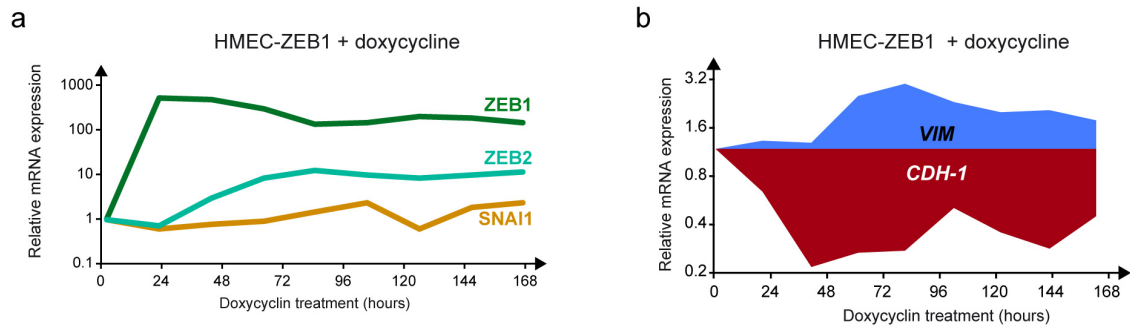 a
HMEC-ZEB1 + doxycycline
Relative mRNA expression
1000
100
10
1
0.1
ZEB1
ZEB2
SNAI1
0 24 48 72 96 120 144 168
Doxycyclin treatment (hours)
b
HMEC-ZEB1 + doxycycline
Relative mRNA expression
3.2
1.6
0.8
0.4
0.2
VIM
CDH-1
0 24 48 72 96 120 144 168
Doxycyclin treatment (hours)